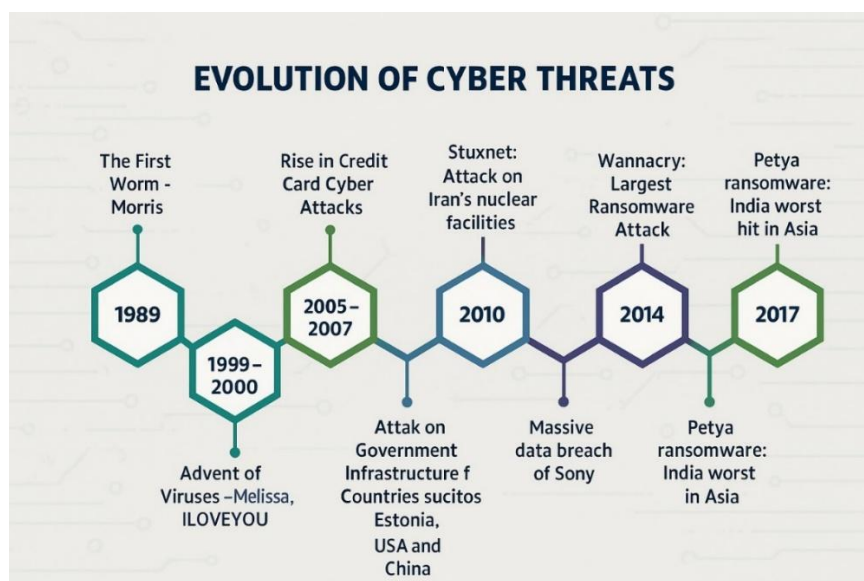 EVOLUTION OF CYBER THREATS
The First
Worm -
Morris
Rise in Credit
Card Cyber
Attacks
Stuxnet:
Attack on
Iran's nuclear
facilities
Wannacry:
Largest
Ransomware
Attack
Petya
ransomware:
India worst
hit in Asia
1989
1999–
2000
2005–
2007
2010
2014
2017
Advent of
Viruses –Melissa,
ILOVEYOU
Attak on
Government
Infrastructure f
Countries sucitos
Estonia,
USA and
China
Massive
data breach
of Sony
Petya
ransomware:
India worst
in Asia